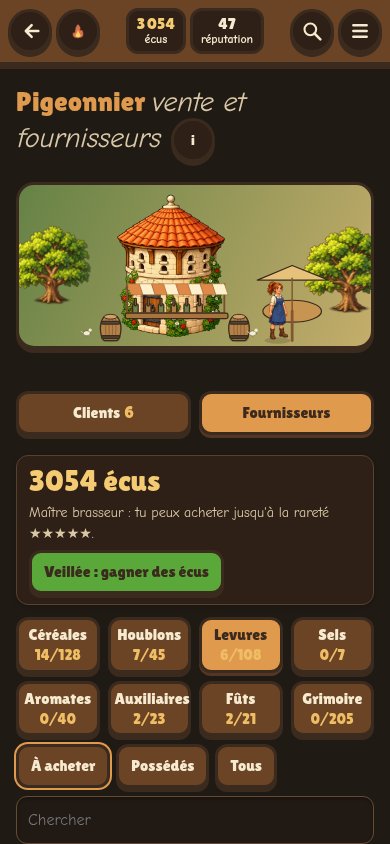 3054
écus
47
réputation
Pigeonnier vente et
fournisseurs i
Clients 6
Fournisseurs
3054 écus
Maître brasseur : tu peux acheter jusqu'à la rareté
★★★★★.
Veillée : gagner des écus
Céréales
14/128
Houblons
7/45
Levures
6/108
Sels
0/7
Aromates
0/40
Auxiliaires
2/23
Fûts
2/21
Grimoire
0/205
À acheter
Possédés
Tous
Chercher